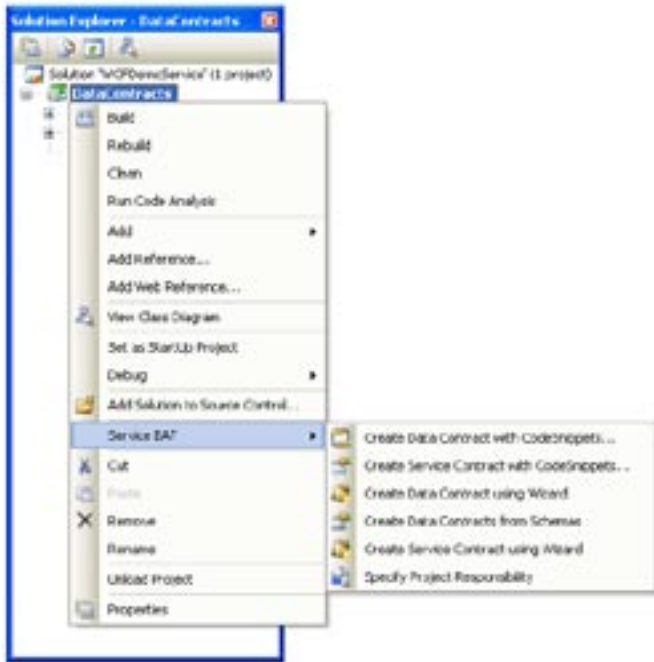 Solution Explorer - DataContracts
Solution "WCFDemoService" (1 project)
DataContracts
Build
Rebuild
Clean
Run Code Analysis
Add
Add Reference...
Add Web Reference...
View Class Diagram
Set as StartUp Project
Debug
Add Solution to Source Control...
Service BAT
Create Data Contract with CodeSnippets...
Create Service Contract with CodeSnippets...
Create Data Contract using Wizard
Create Data Contracts from Schemas
Create Service Contract using Wizard
Specify Project Responsibility
Cut
Paste
Remove
Rename
Unload Project
Properties